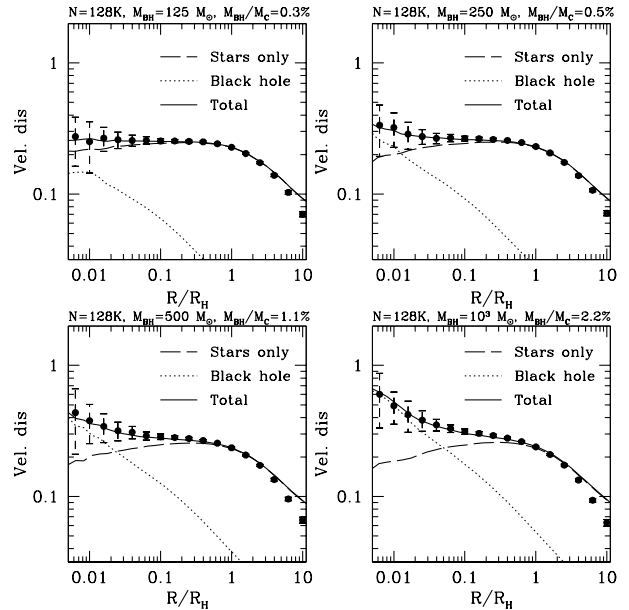 N=128K, M_BH=125 M_⊙, M_BH/M_C=0.3%
Stars only
Black hole
Total
Vel. dis
1
0.1
0.01 0.1 1 10
R/R_H
N=128K, M_BH=250 M_⊙, M_BH/M_C=0.5%
Stars only
Black hole
Total
Vel. dis
1
0.1
0.01 0.1 1 10
R/R_H
N=128K, M_BH=500 M_⊙, M_BH/M_C=1.1%
Stars only
Black hole
Total
Vel. dis
1
0.1
0.01 0.1 1 10
R/R_H
N=128K, M_BH=10³ M_⊙, M_BH/M_C=2.2%
Stars only
Black hole
Total
Vel. dis
1
0.1
0.01 0.1 1 10
R/R_H